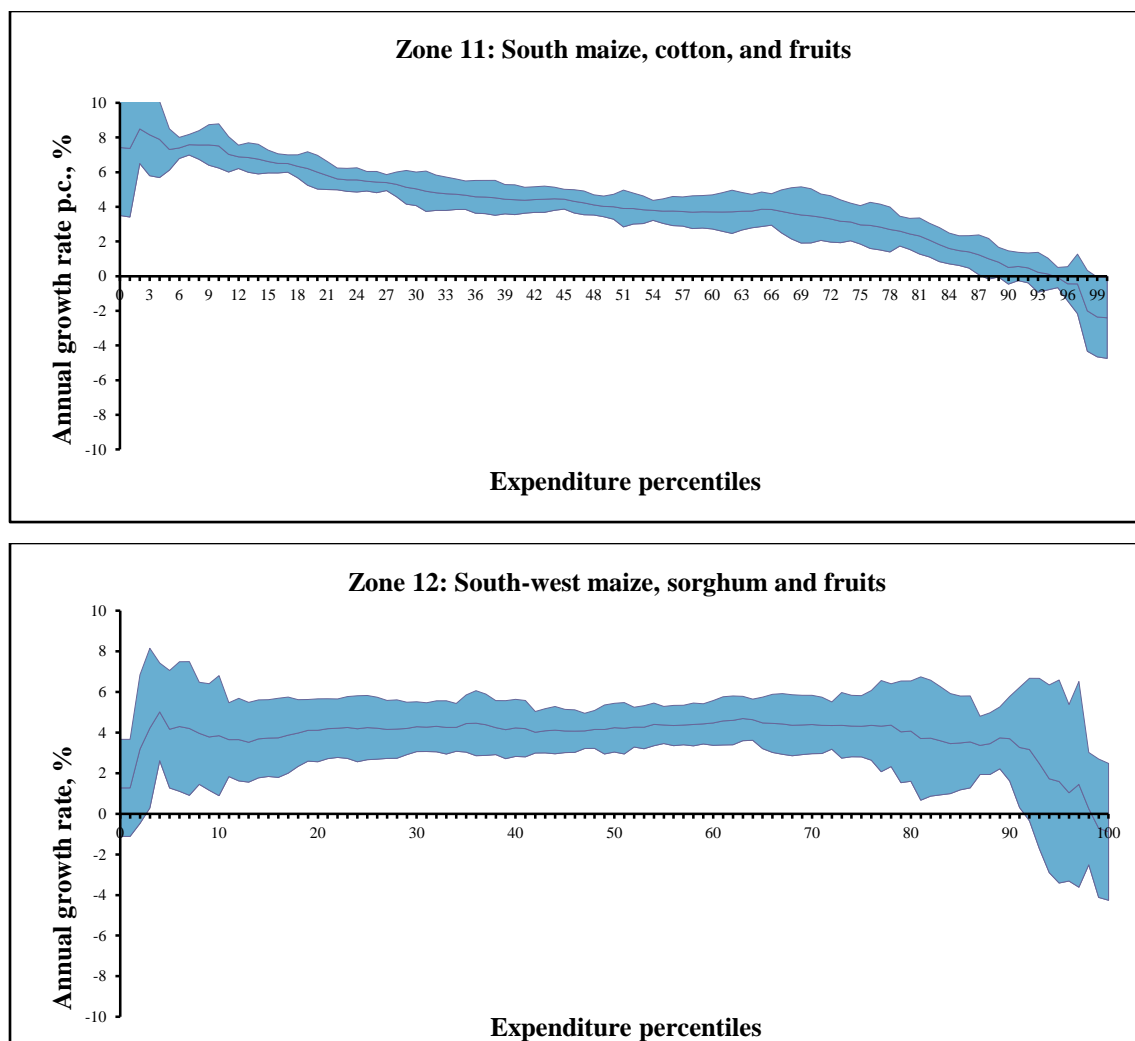 Zone 11: South maize, cotton, and fruits
10
8
6
4
2
0
-2
-4
-6
-8
-10
0 3 6 9 12 15 18 21 24 27 30 33 36 39 42 45 48 51 54 57 60 63 66 69 72 75 78 81 84 87 90 93 96 99
Annual growth rate p.c., %
Expenditure percentiles
Zone 12: South-west maize, sorghum and fruits
10
8
6
4
2
0
-2
-4
-6
-8
-10
0 10 20 30 40 50 60 70 80 90 100
Annual growth rate, %
Expenditure percentiles